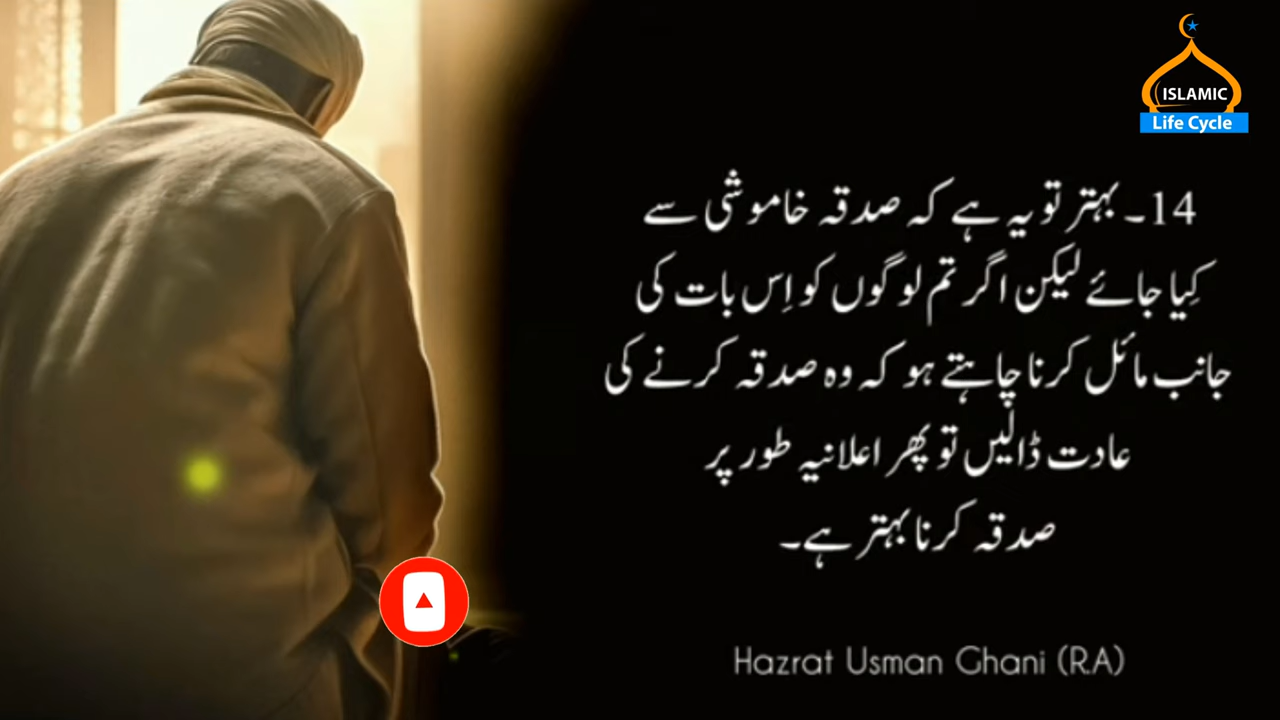 ISLAMIC
Life Cycle
14۔ بہتر تو یہ ہے کہ صدقہ خاموشی سے
کِیا جائے لیکن اگر تم لوگوں کو اِس بات کی
جانب مائل کرنا چاہتے ہو کہ وہ صدقہ کرنے کی
عادت ڈالیں تو پھر اعلانیہ طور پر
صدقہ کرنا بہتر ہے۔
Hazrat Usman Ghani (R.A)